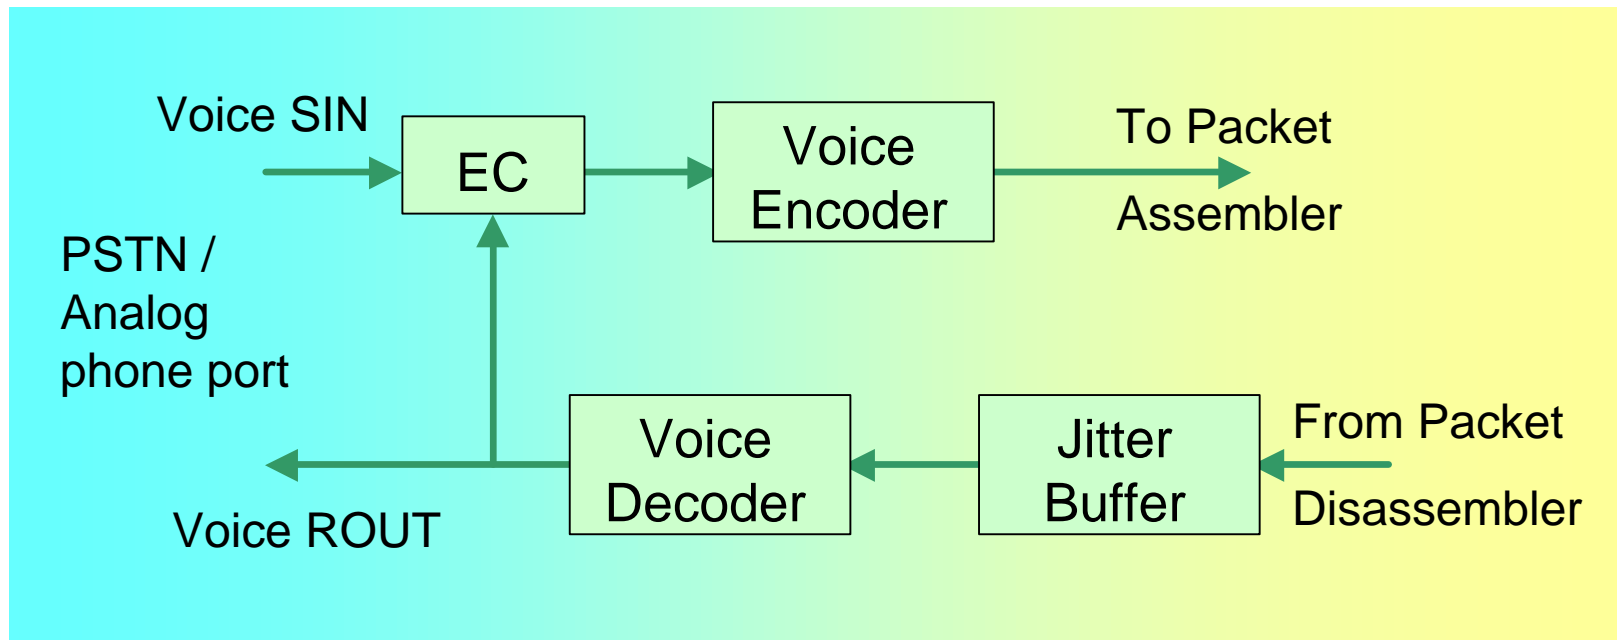 Voice SIN
EC
Voice
Encoder
To Packet
Assembler
PSTN /
Analog
phone port
Voice
Decoder
Jitter
Buffer
From Packet
Disassembler
Voice ROUT